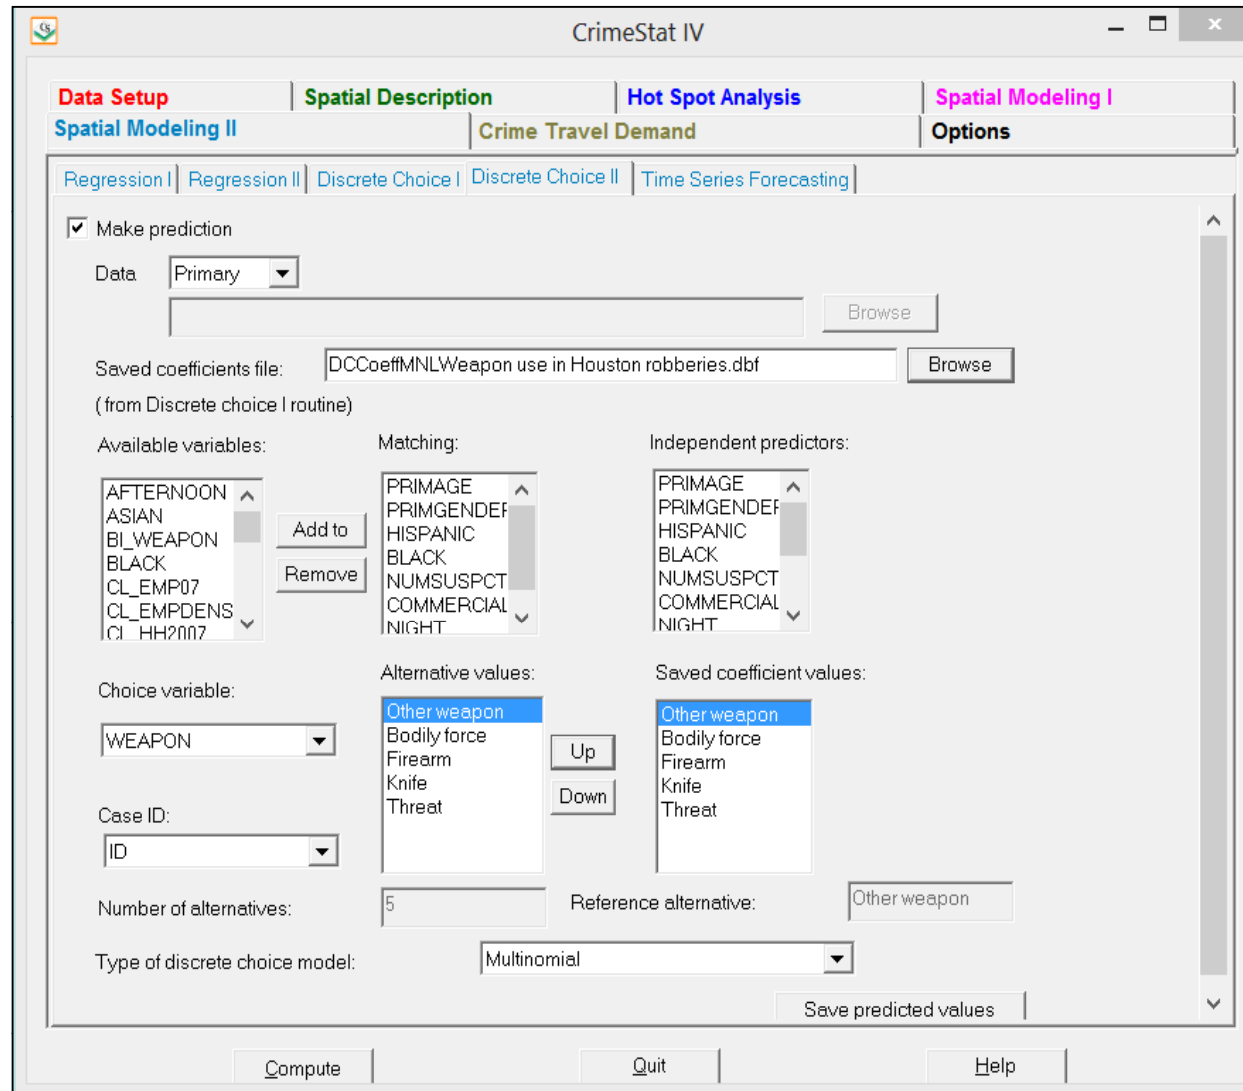 CrimeStat IV
Data Setup Spatial Description Hot Spot Analysis Spatial Modeling I
Spatial Modeling II Crime Travel Demand Options
Regression I Regression II Discrete Choice I Discrete Choice II Time Series Forecasting
Make prediction
Data Primary
Browse
Saved coefficients file: DCCoeffMNLWeapon use in Houston robberies.dbf Browse
( from Discrete choice I routine)
Available variables: Matching: Independent predictors:
AFTERNOON
ASIAN
BI_WEAPON
BLACK
CL_EMP07
CL_EMPDENS
CL_HH2007
Add to
Remove
PRIMAGE
PRIMGENDER
HISPANIC
BLACK
NUMSUSPCT
COMMERCIAL
NIGHT
PRIMAGE
PRIMGENDER
HISPANIC
BLACK
NUMSUSPCT
COMMERCIAL
NIGHT
Choice variable:
WEAPON
Case ID:
ID
Alternative values:
Other weapon
Bodily force
Firearm
Knife
Threat
Up
Down
Saved coefficient values:
Other weapon
Bodily force
Firearm
Knife
Threat
Number of alternatives: 5 Reference alternative: Other weapon
Type of discrete choice model: Multinomial
Save predicted values
Compute Quit Help